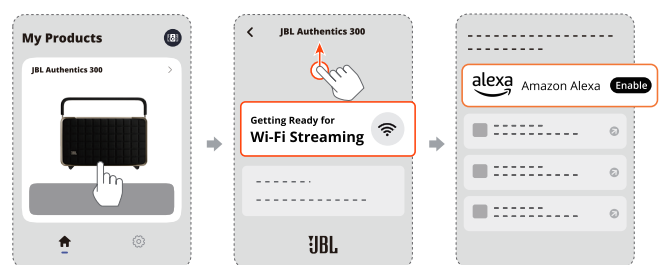 My Products
JBL Authentics 300
JBL
JBL Authentics 300
Getting Ready for
Wi-Fi Streaming
JBL
alexa
Amazon Alexa
Enable